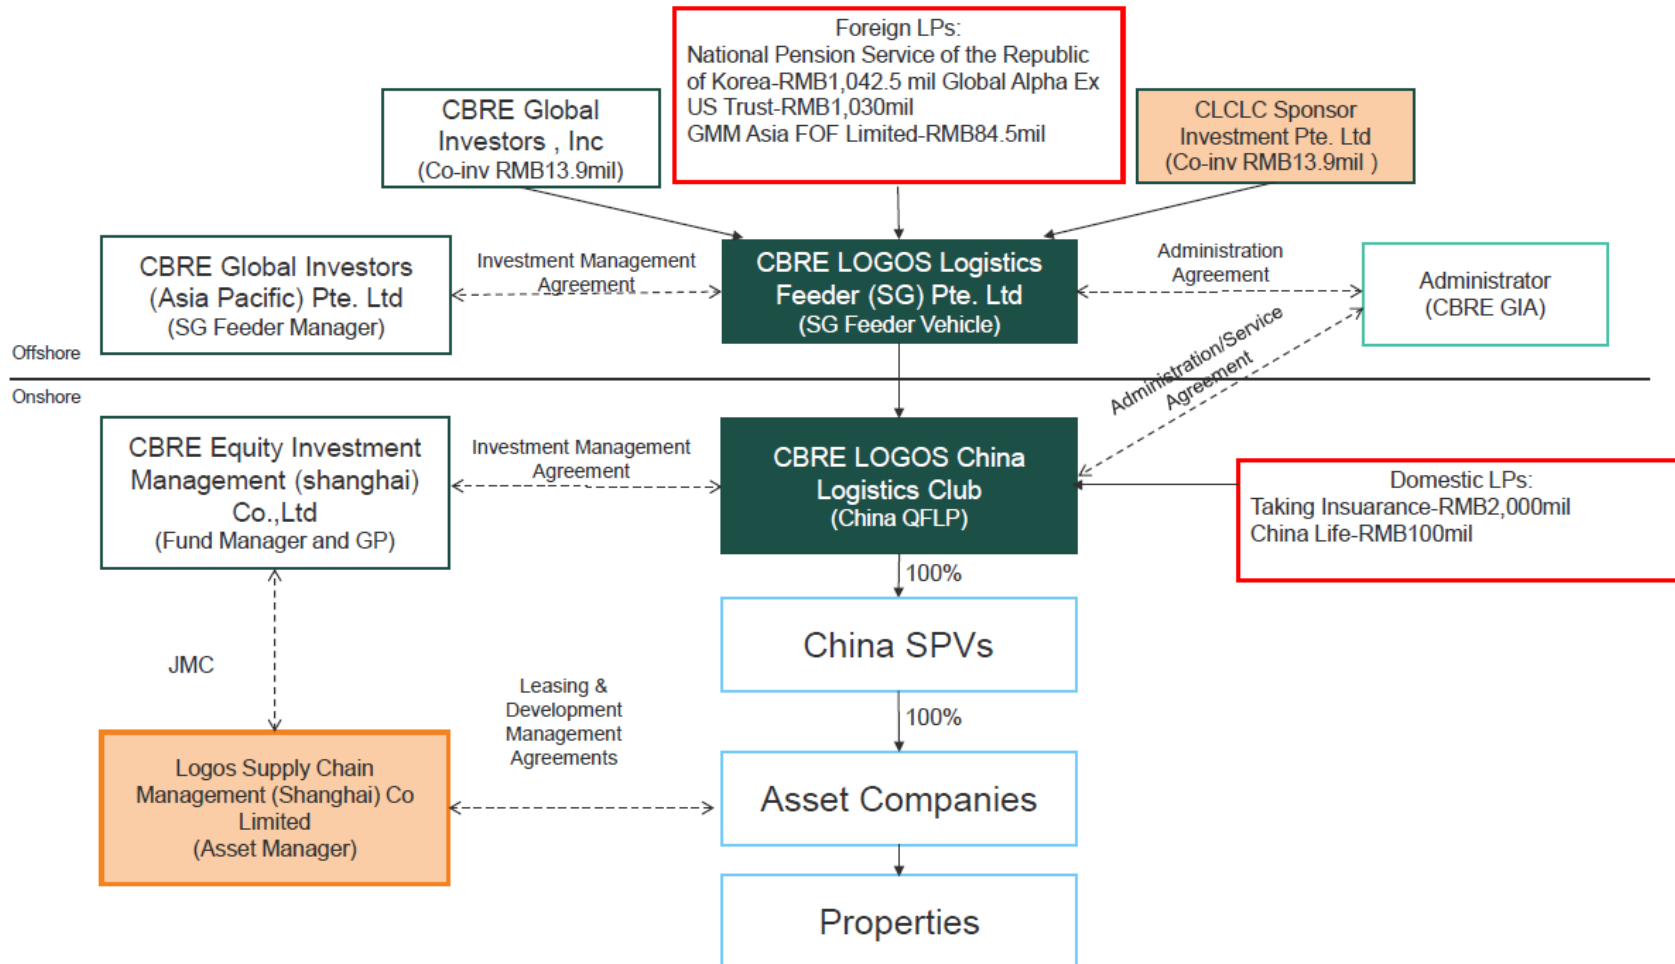 Foreign LPs:
National Pension Service of the Republic
of Korea-RMB1,042.5 mil Global Alpha Ex
US Trust-RMB1,030mil
GMM Asia FOF Limited-RMB84.5mil
CBRE Global
Investors , Inc
(Co-inv RMB13.9mil)
CLCLC Sponsor
Investment Pte. Ltd
(Co-inv RMB13.9mil )
CBRE Global Investors
(Asia Pacific) Pte. Ltd
(SG Feeder Manager)
Investment Management
Agreement
CBRE LOGOS Logistics
Feeder (SG) Pte. Ltd
(SG Feeder Vehicle)
Administration
Agreement
Administrator
(CBRE GIA)
Offshore
Onshore
Administration/Service
Agreement
CBRE Equity Investment
Management (shanghai)
Co.,Ltd
(Fund Manager and GP)
Investment Management
Agreement
CBRE LOGOS China
Logistics Club
(China QFLP)
Domestic LPs:
Taking Insuarance-RMB2,000mil
China Life-RMB100mil
100%
China SPVs
JMC
Leasing &
Development
Management
Agreements
100%
Logos Supply Chain
Management (Shanghai) Co
Limited
(Asset Manager)
Asset Companies
Properties